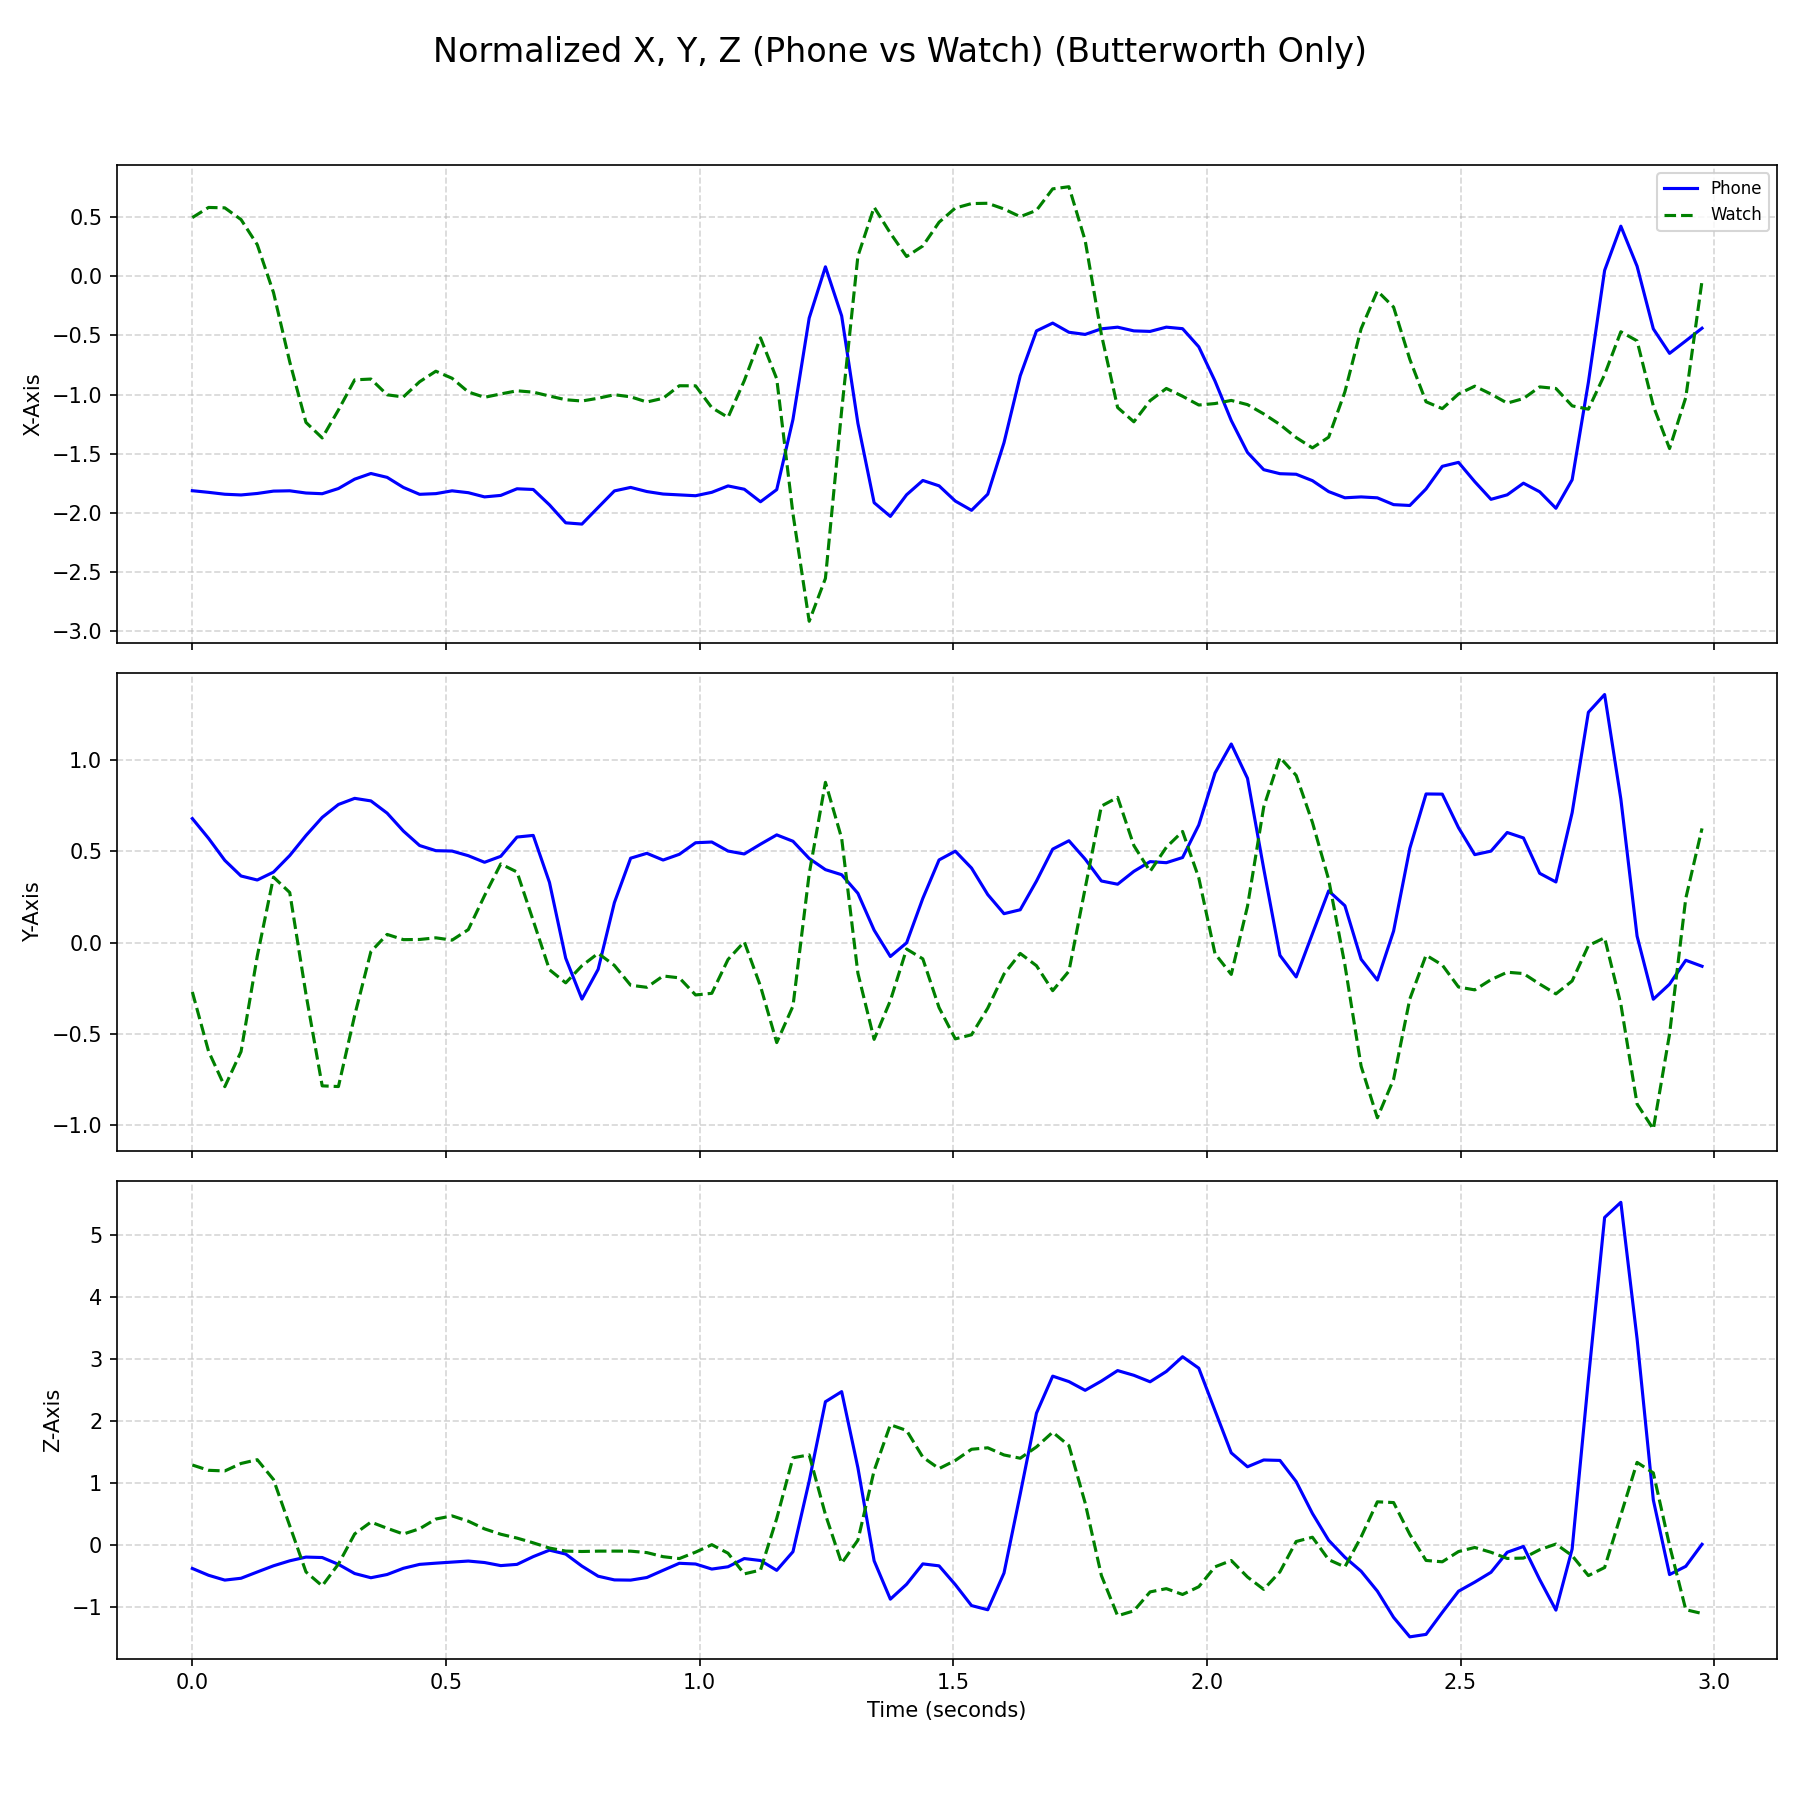 Normalized X, Y, Z (Phone vs Watch) (Butterworth Only)
Phone
Watch
X-Axis
0.5
0.0
−0.5
−1.0
−1.5
−2.0
−2.5
−3.0
Y-Axis
1.0
0.5
0.0
−0.5
−1.0
Z-Axis
5
4
3
2
1
0
−1
0.0 0.5 1.0 1.5 2.0 2.5 3.0
Time (seconds)